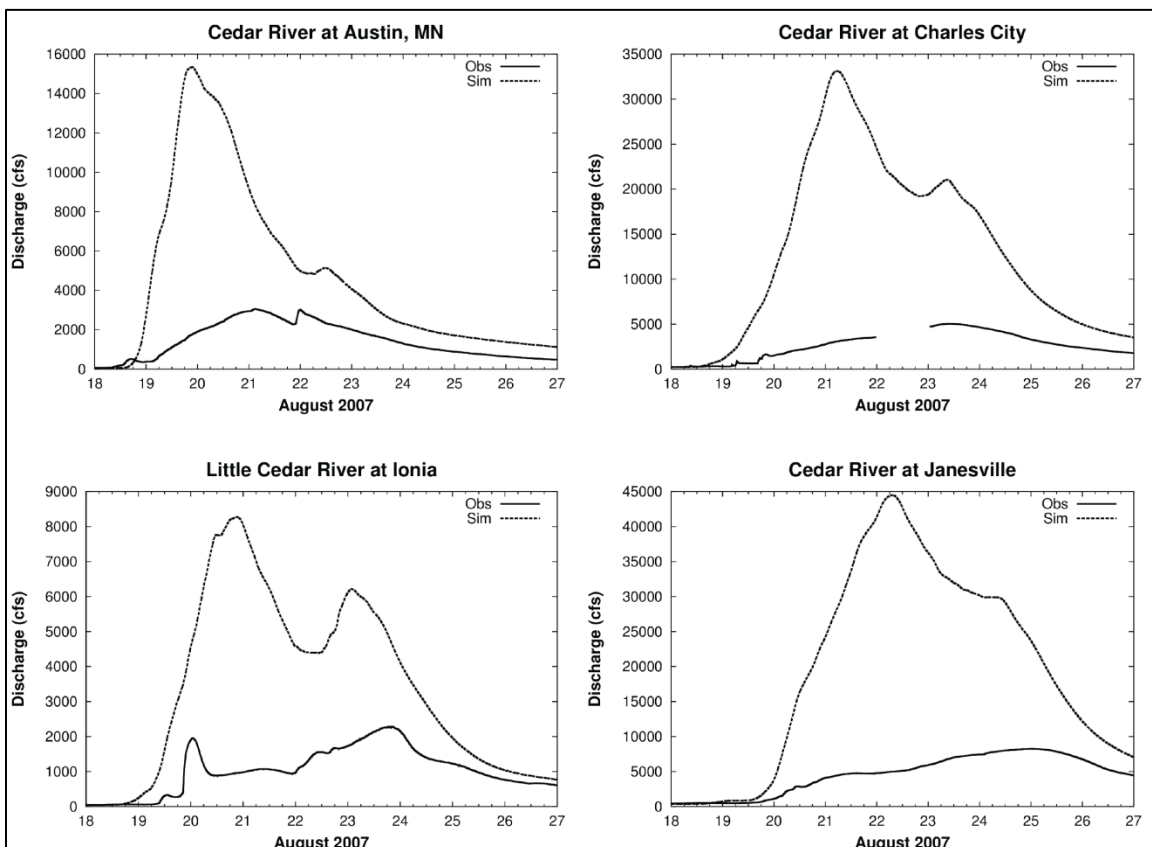 Cedar River at Austin, MN
Obs
Sim
16000
14000
12000
10000
8000
6000
4000
2000
0
Discharge (cfs)
18 19 20 21 22 23 24 25 26 27
August 2007
Cedar River at Charles City
Obs
Sim
35000
30000
25000
20000
15000
10000
5000
0
Discharge (cfs)
18 19 20 21 22 23 24 25 26 27
August 2007
Little Cedar River at Ionia
Obs
Sim
9000
8000
7000
6000
5000
4000
3000
2000
1000
0
Discharge (cfs)
18 19 20 21 22 23 24 25 26 27
August 2007
Cedar River at Janesville
Obs
Sim
45000
40000
35000
30000
25000
20000
15000
10000
5000
0
Discharge (cfs)
18 19 20 21 22 23 24 25 26 27
August 2007